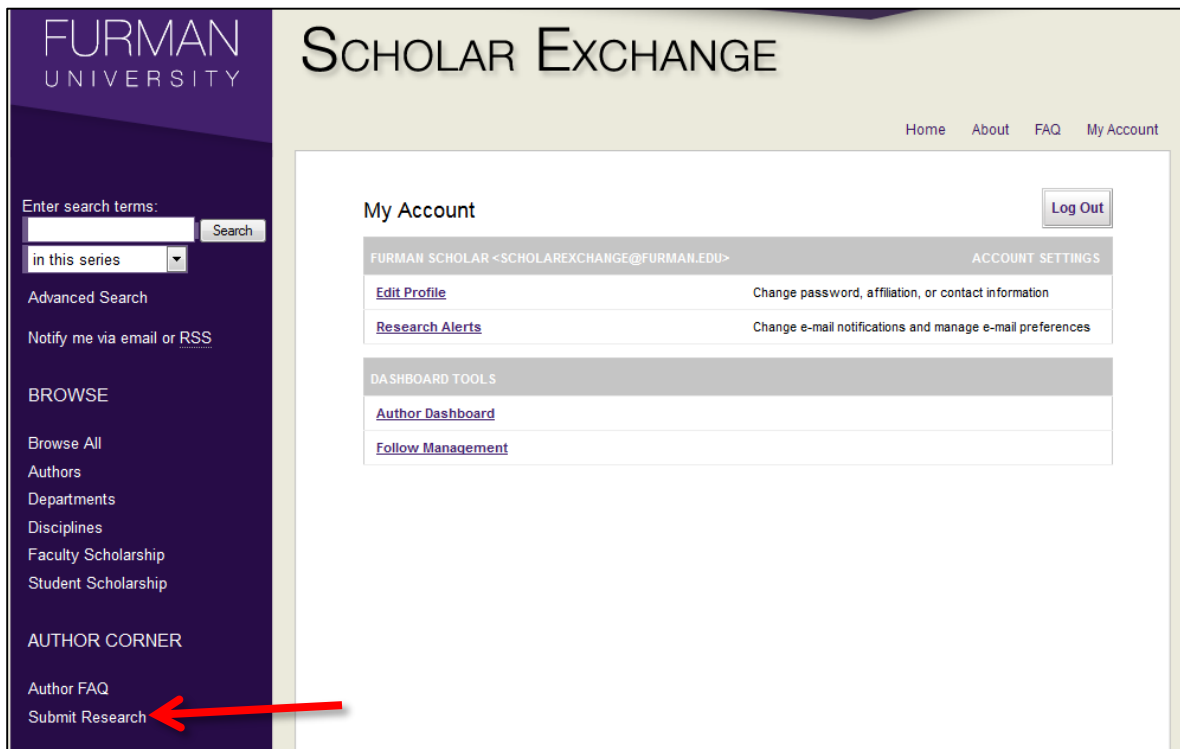 FURMAN
UNIVERSITY
SCHOLAR EXCHANGE
Home About FAQ My Account
Enter search terms:
Search
in this series
Advanced Search
Notify me via email or RSS
BROWSE
Browse All
Authors
Departments
Disciplines
Faculty Scholarship
Student Scholarship
AUTHOR CORNER
Author FAQ
Submit Research
My Account
Log Out
FURMAN SCHOLAR <SCHOLAREXCHANGE@FURMAN.EDU> ACCOUNT SETTINGS
Edit Profile Change password, affiliation, or contact information
Research Alerts Change e-mail notifications and manage e-mail preferences
DASHBOARD TOOLS
Author Dashboard
Follow Management